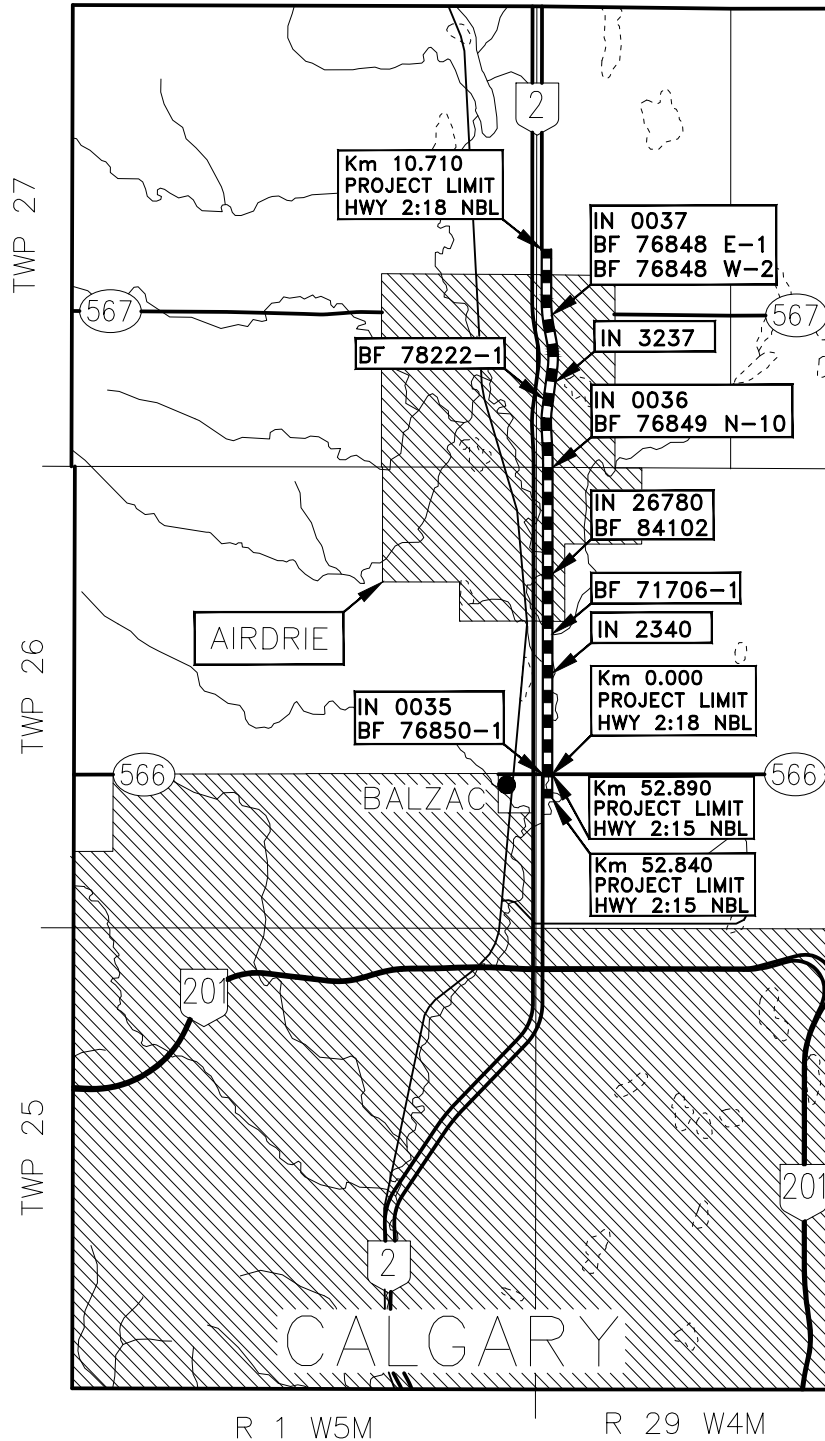 2
Km 10.710
PROJECT LIMIT
HWY 2:18 NBL
TWP 27
IN 0037
BF 76848 E-1
BF 76848 W-2
567
567
IN 3237
BF 78222-1
IN 0036
BF 76849 N-10
IN 26780
BF 84102
BF 71706-1
AIRDRIE
IN 2340
TWP 26
Km 0.000
PROJECT LIMIT
HWY 2:18 NBL
IN 0035
BF 76850-1
566
566
BALZAC
Km 52.890
PROJECT LIMIT
HWY 2:15 NBL
Km 52.840
PROJECT LIMIT
HWY 2:15 NBL
201
TWP 25
201
2
CALGARY
R 1 W5M
R 29 W4M